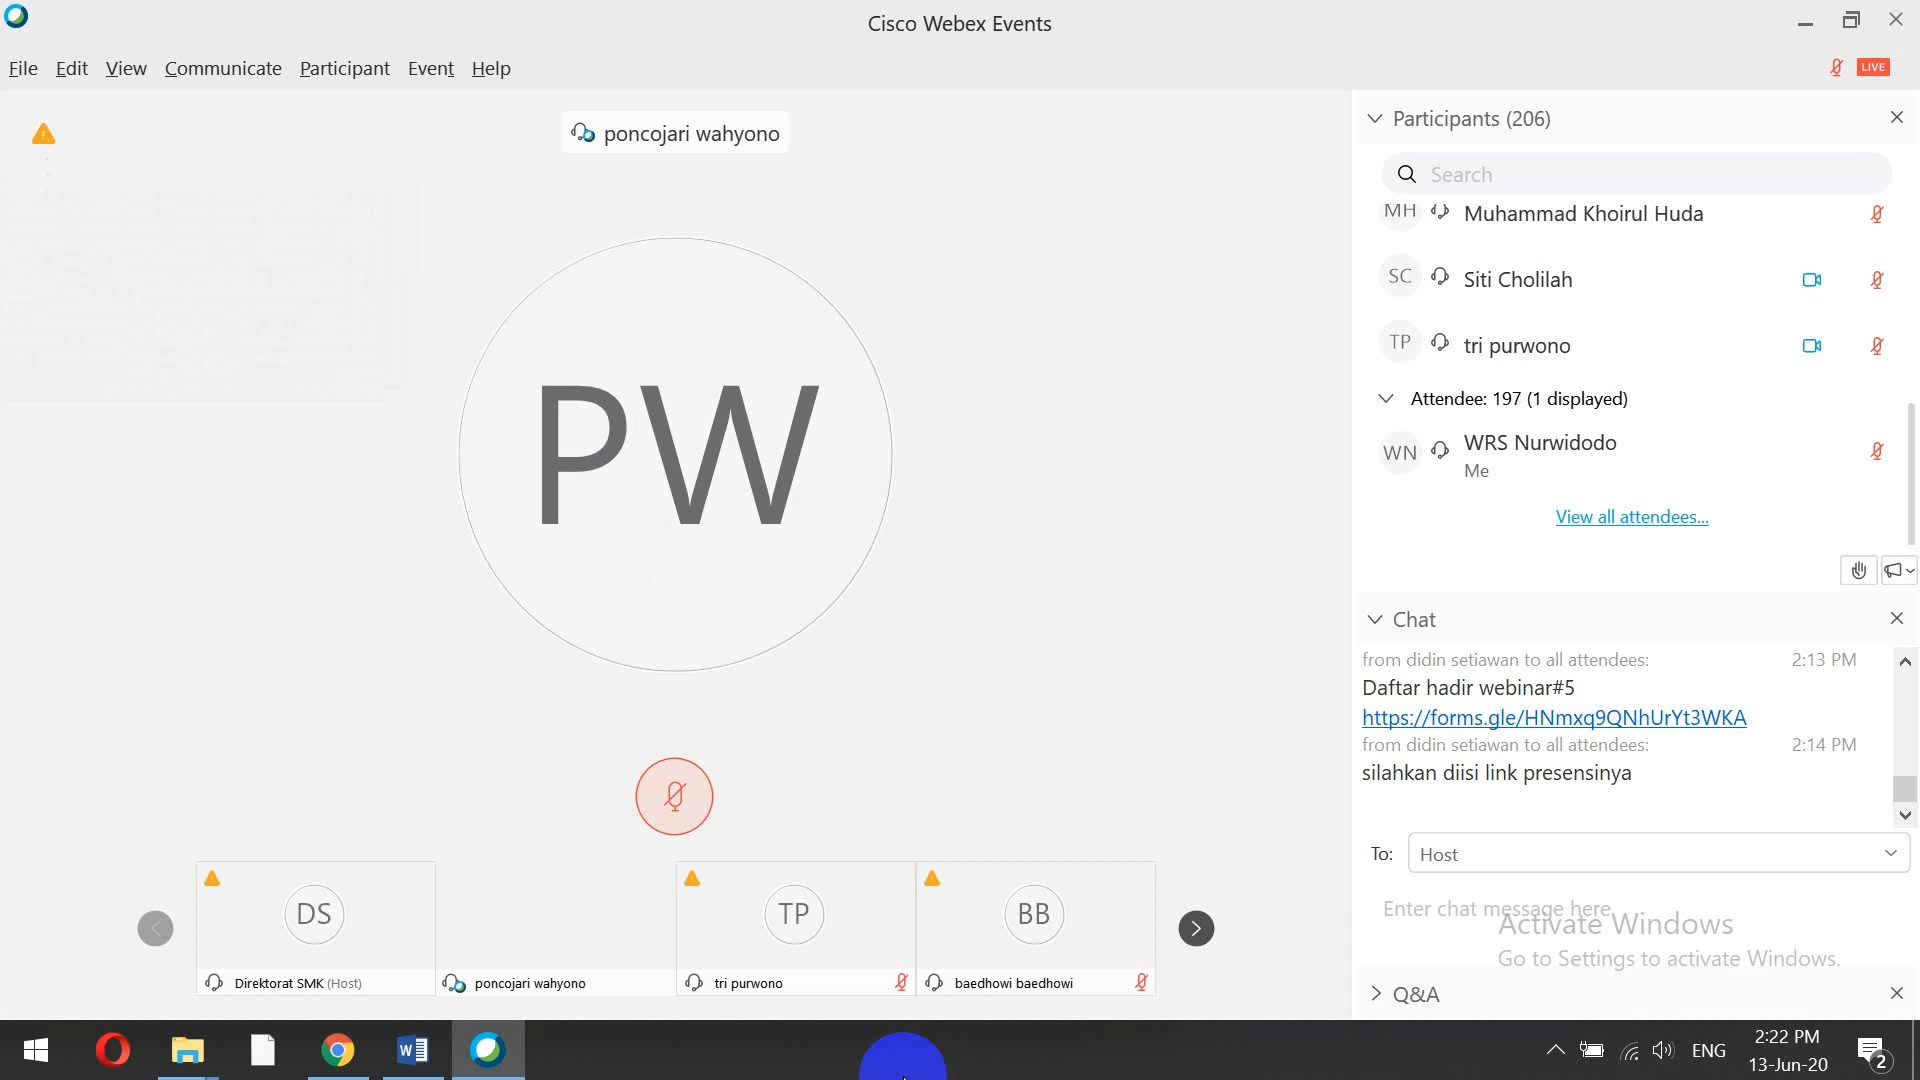 Cisco Webex Events
File Edit View Communicate Participant Event Help
LIVE
poncojari wahyono
PW
DS
Direktorat SMK (Host)
poncojari wahyono
TP
tri purwono
BB
baedhowi baedhowi
Participants (206)
Search
MH Muhammad Khoirul Huda
SC Siti Cholilah
TP tri purwono
Attendee: 197 (1 displayed)
WN WRS Nurwidodo
Me
View all attendees...
Chat
from didin setiawan to all attendees: 2:13 PM
Daftar hadir webinar#5
https://forms.gle/HNmxq9QNhUrYt3WKA
from didin setiawan to all attendees: 2:14 PM
silahkan diisi link presensinya
To: Host
Enter chat message here
Activate Windows
Go to Settings to activate Windows.
Q&A
ENG
2:22 PM
13-Jun-20
2